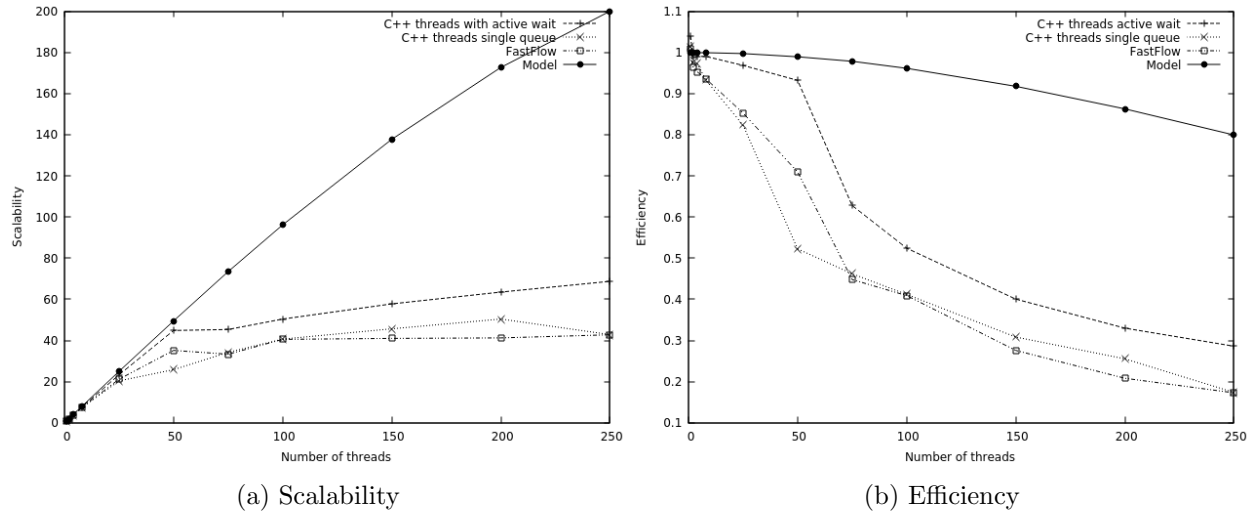 200
180
160
140
120
100
80
60
40
20
0
Scalability
0 50 100 150 200 250
Number of threads
C++ threads with active wait
C++ threads single queue
FastFlow
Model
(a) Scalability
1.1
1
0.9
0.8
0.7
0.6
0.5
0.4
0.3
0.2
0.1
Efficiency
0 50 100 150 200 250
Number of threads
C++ threads active wait
C++ threads single queue
FastFlow
Model
(b) Efficiency